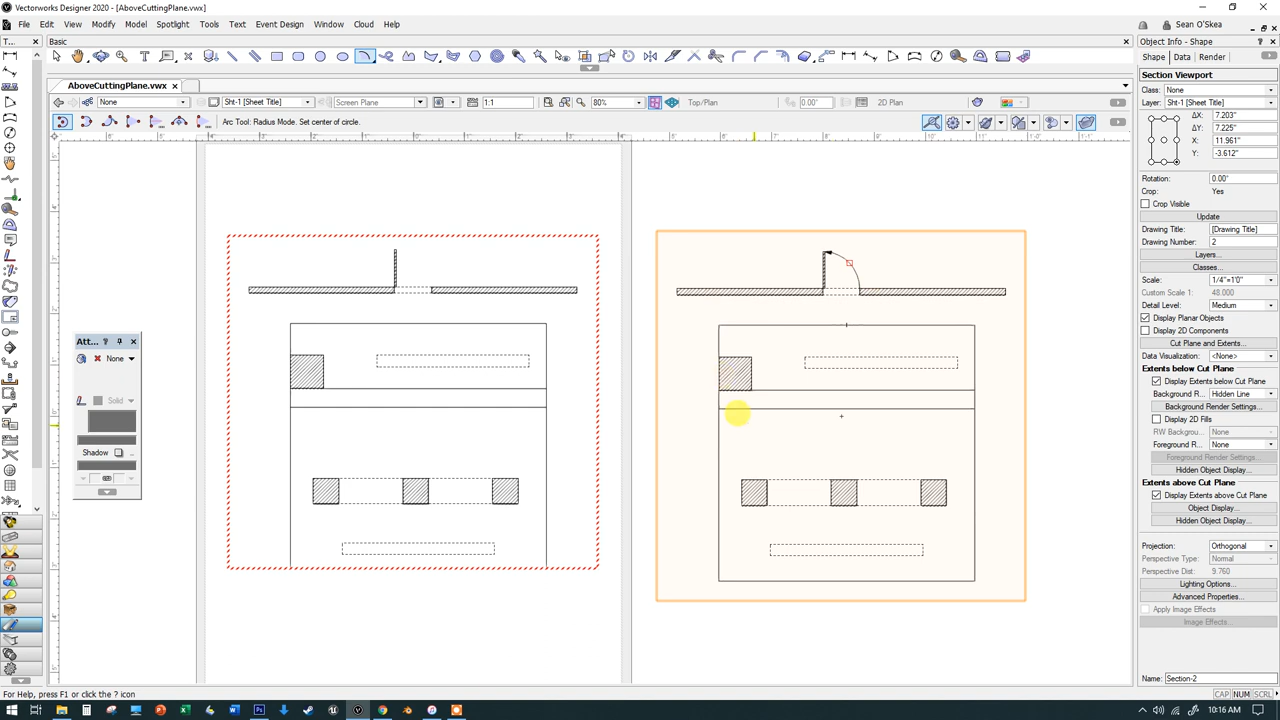 Vectorworks Designer 2020 - [AboveCuttingPlane.vwx]
File Edit View Modify Model Spotlight Tools Text Event Design Window Cloud Help
Sean O'Skea
T...
Basic
Object Info - Shape
Shape Data Render
Section Viewport
AboveCuttingPlane.vwx
Class: None
None
Sht-1 [Sheet Title]
Screen Plane
1:1
80%
Top/Plan
0.00°
2D Plan
Layer: Sht-1 [Sheet Title]
Arc Tool: Radius Mode. Set center of circle.
ΔX: 7.203"
ΔY: 7.225"
X: 11.961"
Y: -3.612"
Rotation: 0.00°
Crop: Yes
Crop Visible
Update
Drawing Title: [Drawing Title]
Drawing Number: 2
Layers...
Classes...
Scale: 1/4"=1'0"
Custom Scale 1: 48.000
Detail Level: Medium
Display Planar Objects
Display 2D Components
Cut Plane and Extents...
Data Visualization: <None>
Extents below Cut Plane
Display Extents below Cut Plane
Background R... Hidden Line
Background Render Settings...
Display 2D Fills
RW Backgrou... None
Foreground R... None
Foreground Render Settings...
Hidden Object Display...
Extents above Cut Plane
Display Extents above Cut Plane
Object Display...
Hidden Object Display...
Projection: Orthogonal
Perspective Type: Normal
Perspective Dist: 9.760
Lighting Options...
Advanced Properties...
Apply Image Effects
Image Effects...
Name: Section-2
Att...
None
Solid
Shadow
For Help, press F1 or click the ? icon
CAP NUM SCRL
10:16 AM